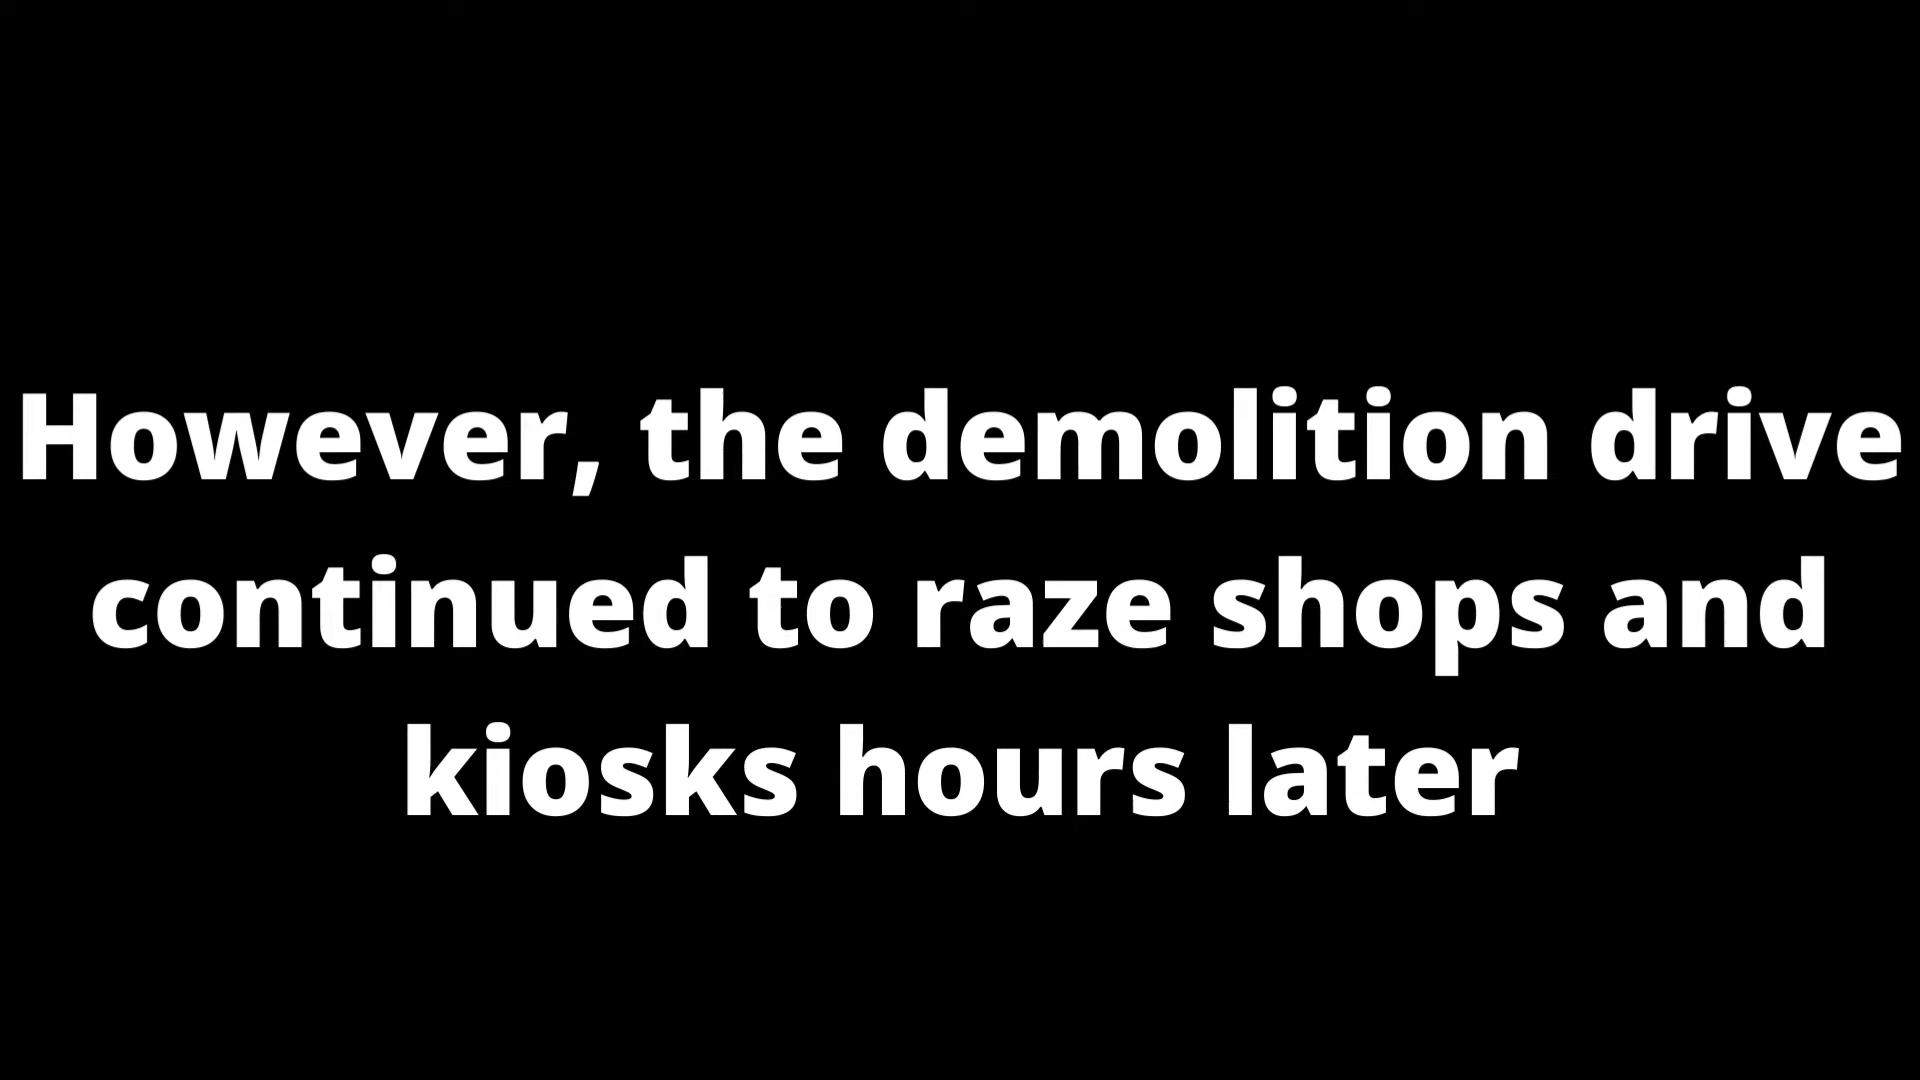 However, the demolition drive
continued to raze shops and
kiosks hours later